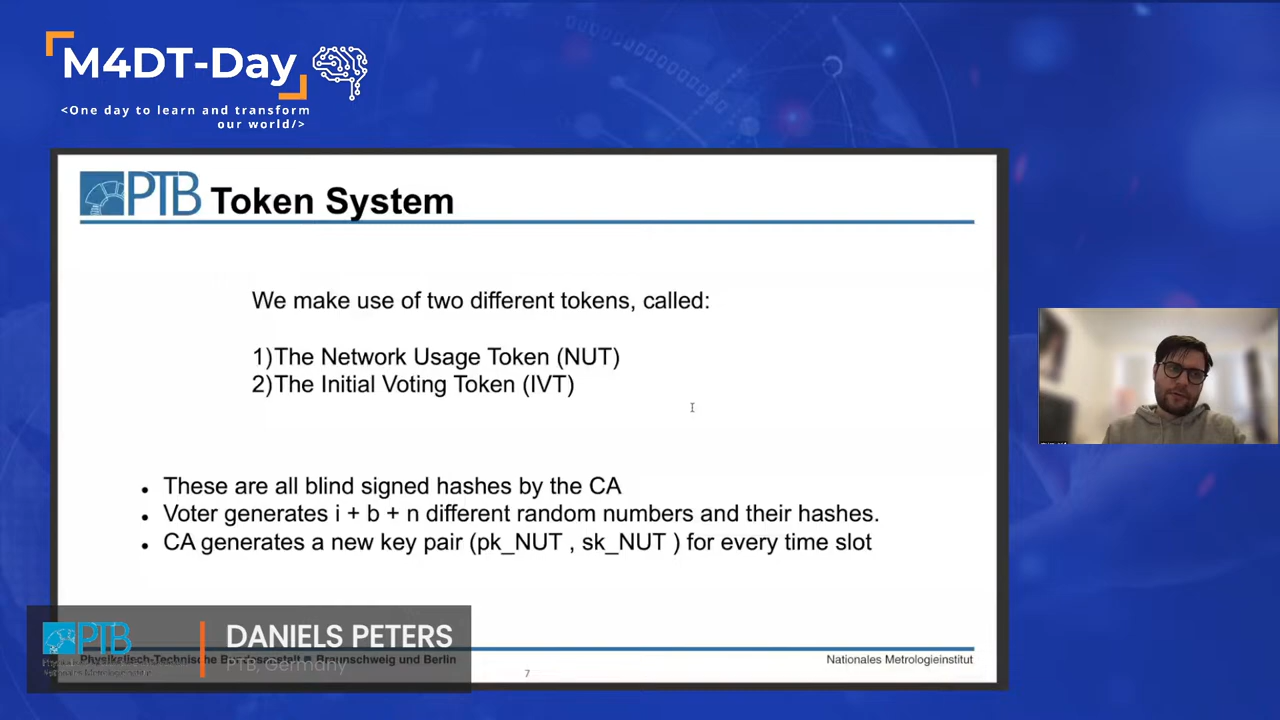 M4DT-Day
<One day to learn and transform
our world/>
PTB Token System
We make use of two different tokens, called:
1)The Network Usage Token (NUT)
2)The Initial Voting Token (IVT)
• These are all blind signed hashes by the CA
• Voter generates i + b + n different random numbers and their hashes.
• CA generates a new key pair (pk_NUT , sk_NUT ) for every time slot
PTB
DANIELS PETERS
PTB, Germany
Physikalisch-Technische Bundesanstalt ■ Braunschweig und Berlin
Nationales Metrologieinstitut
7